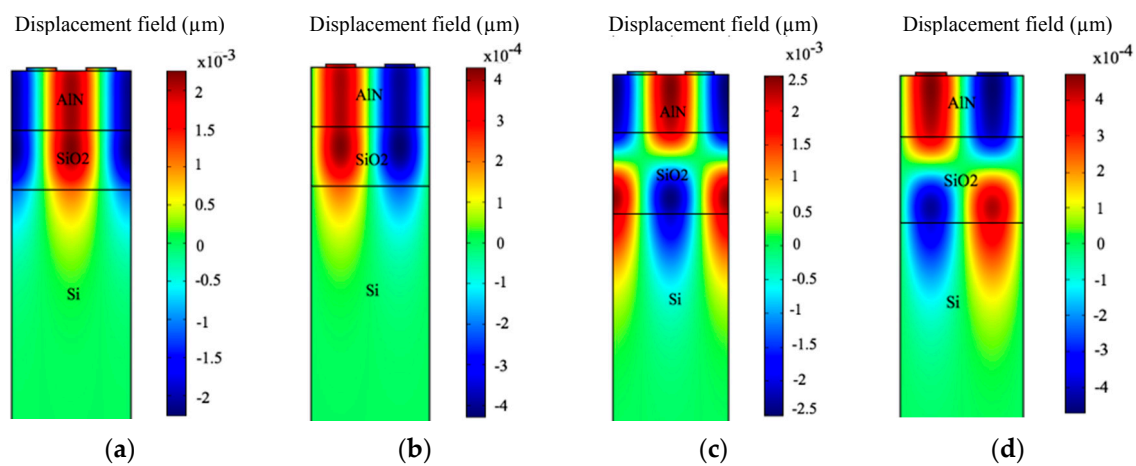 Displacement field (µm)
x10-3
2
1.5
1
0.5
0
-0.5
-1
-1.5
-2
AlN
SiO2
Si
(a)
Displacement field (µm)
x10-4
4
3
2
1
0
-1
-2
-3
-4
AlN
SiO2
Si
(b)
Displacement field (µm)
x10-3
2.5
2
1.5
1
0.5
0
-0.5
-1
-1.5
-2
-2.5
AlN
SiO2
Si
(c)
Displacement field (µm)
x10-4
4
3
2
1
0
-1
-2
-3
-4
AlN
SiO2
Si
(d)